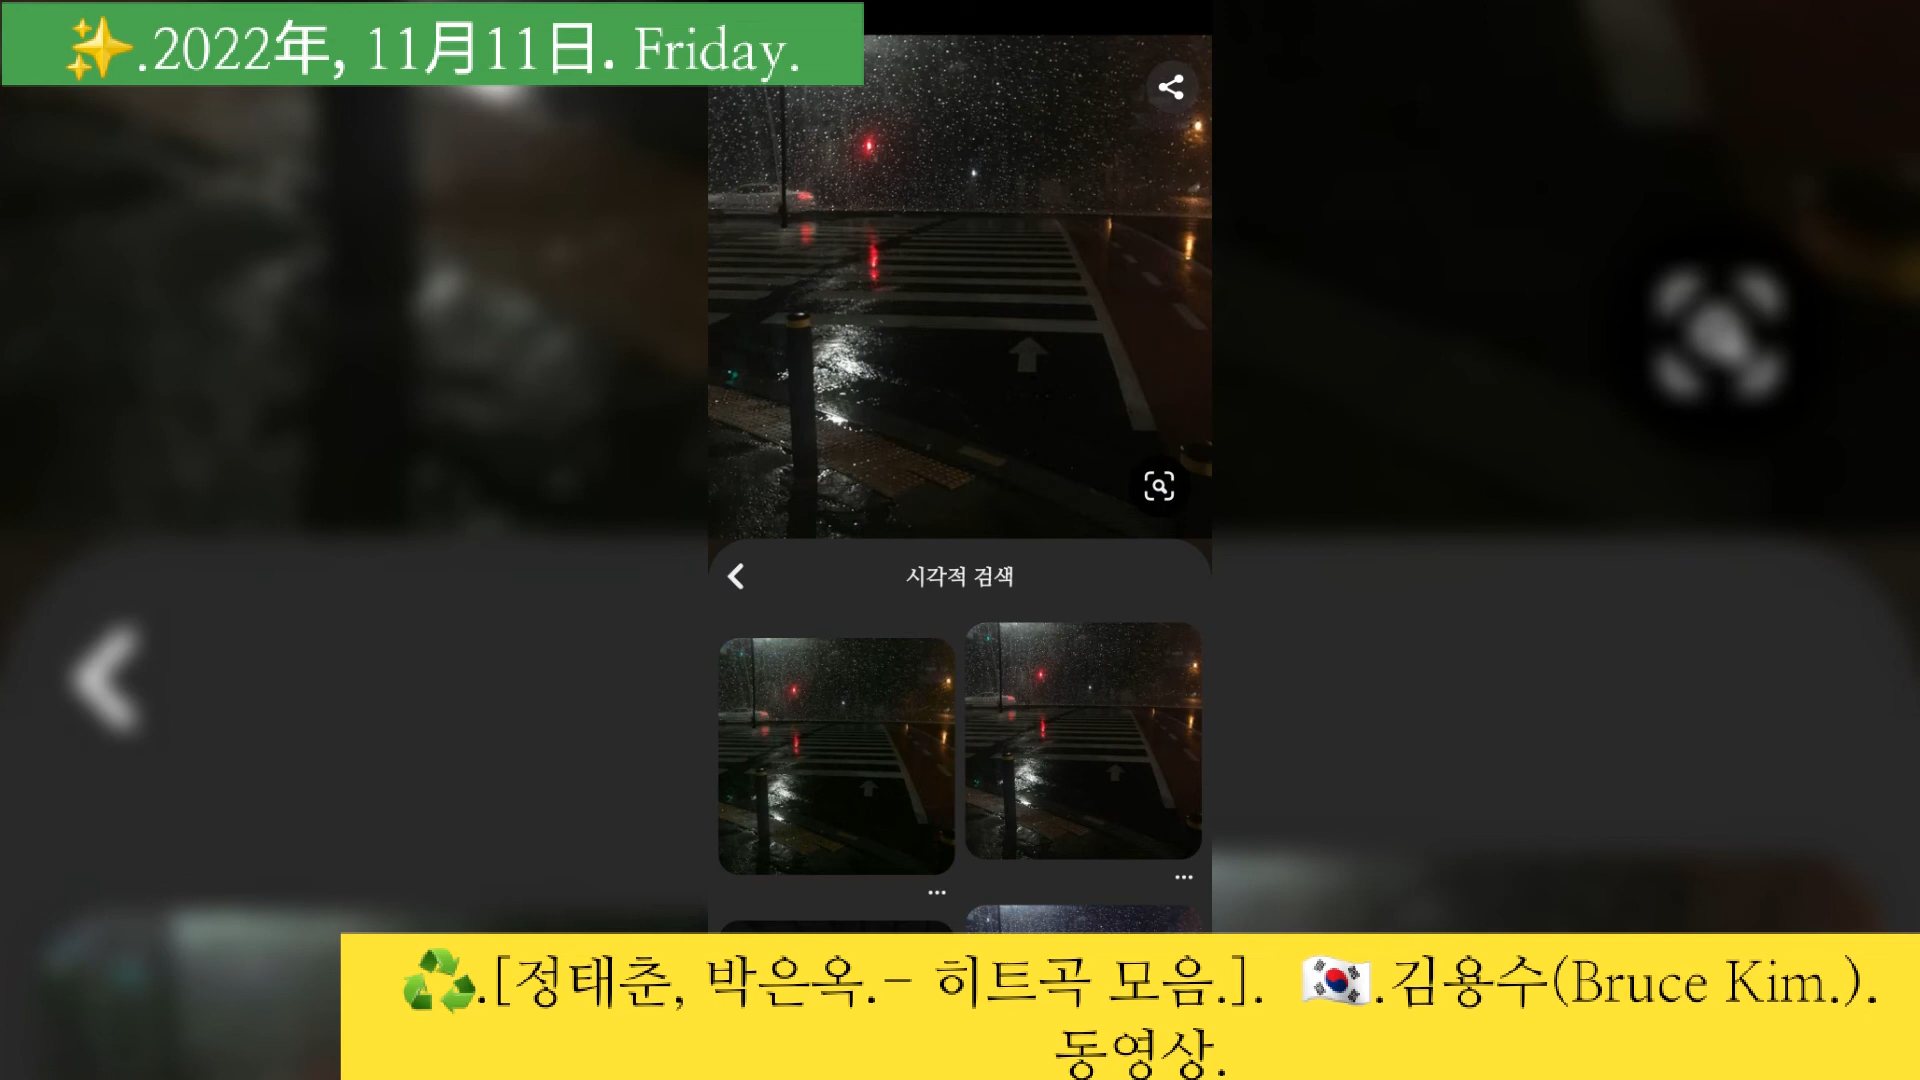 ✨.2022年, 11月11日. Friday.
시각적 검색
♻️.[정태춘, 박은옥.- 히트곡 모음.]. 🇰🇷.김용수(Bruce Kim.).
동영상.